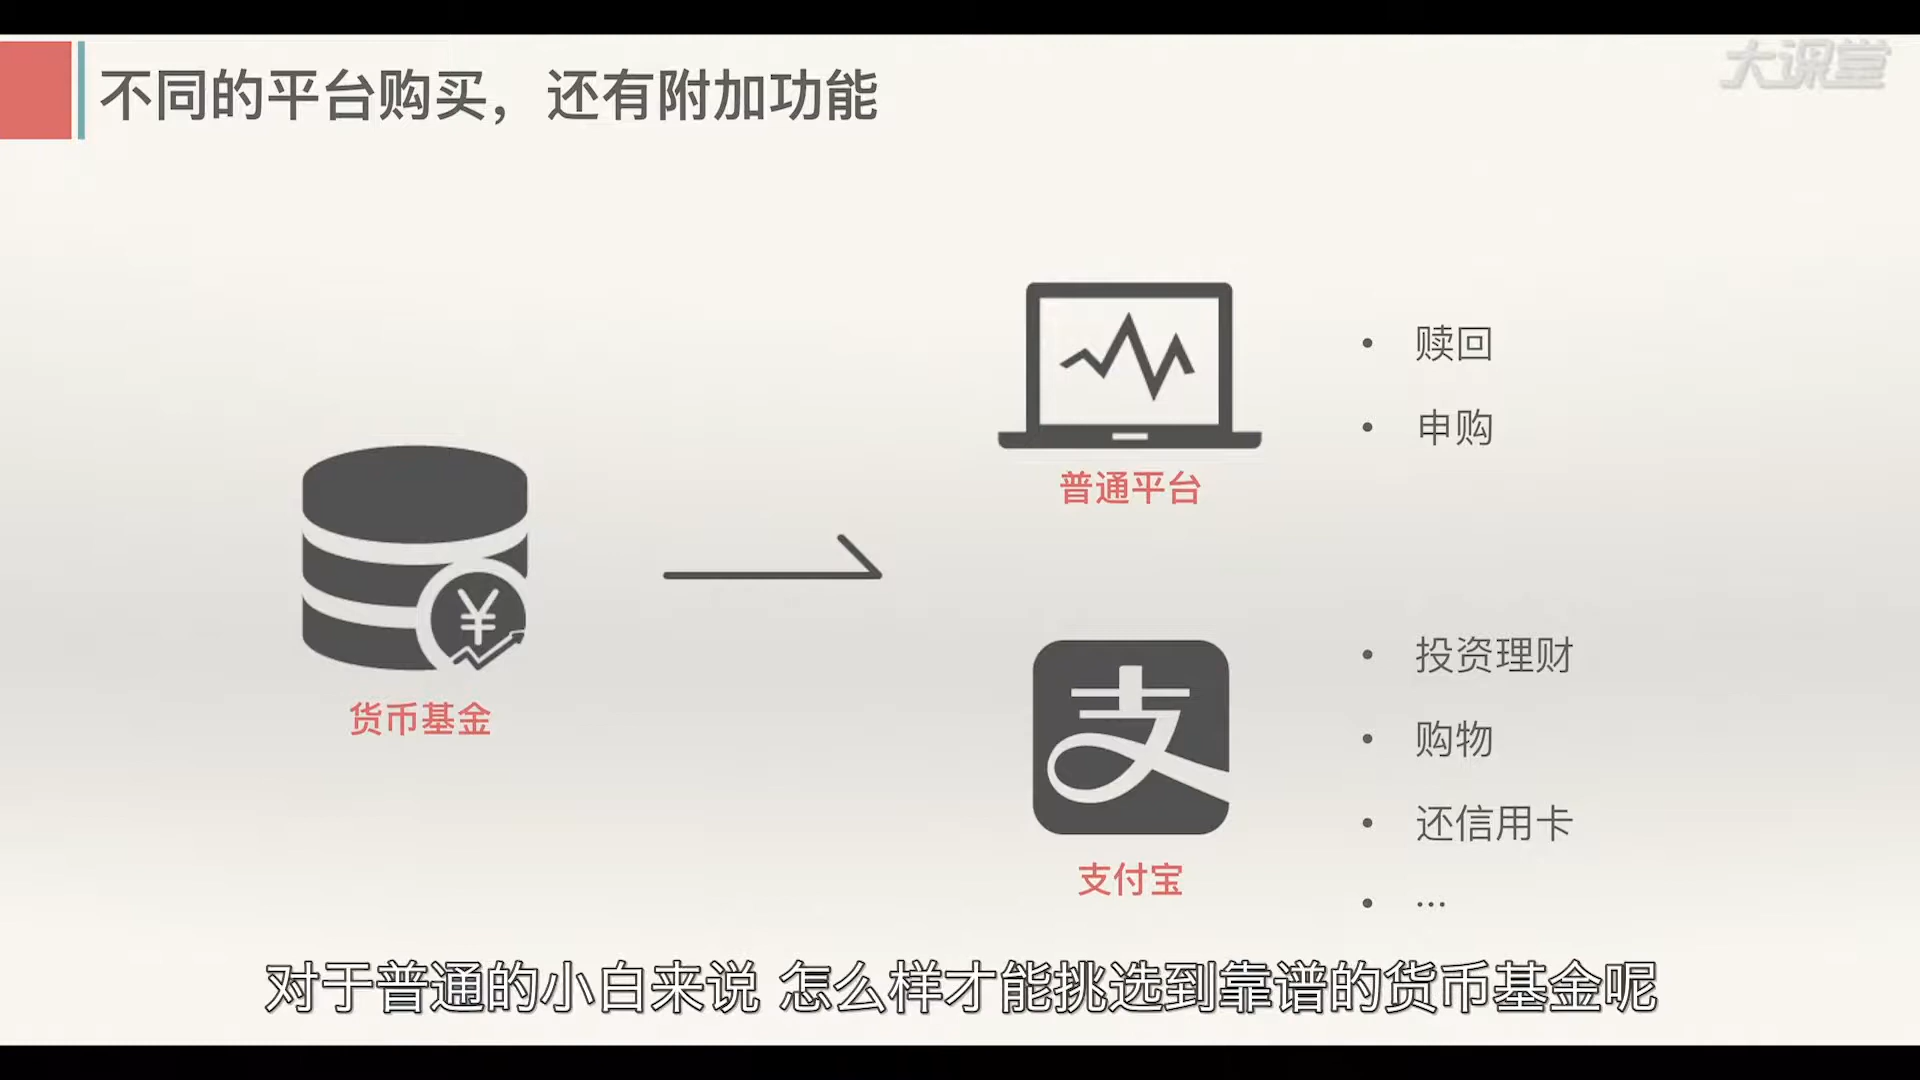 不同的平台购买，还有附加功能
大课堂
• 赎回
• 申购
普通平台
¥
货币基金
支
• 投资理财
• 购物
• 还信用卡
• …
支付宝
对于普通的小白来说 怎么样才能挑选到靠谱的货币基金呢